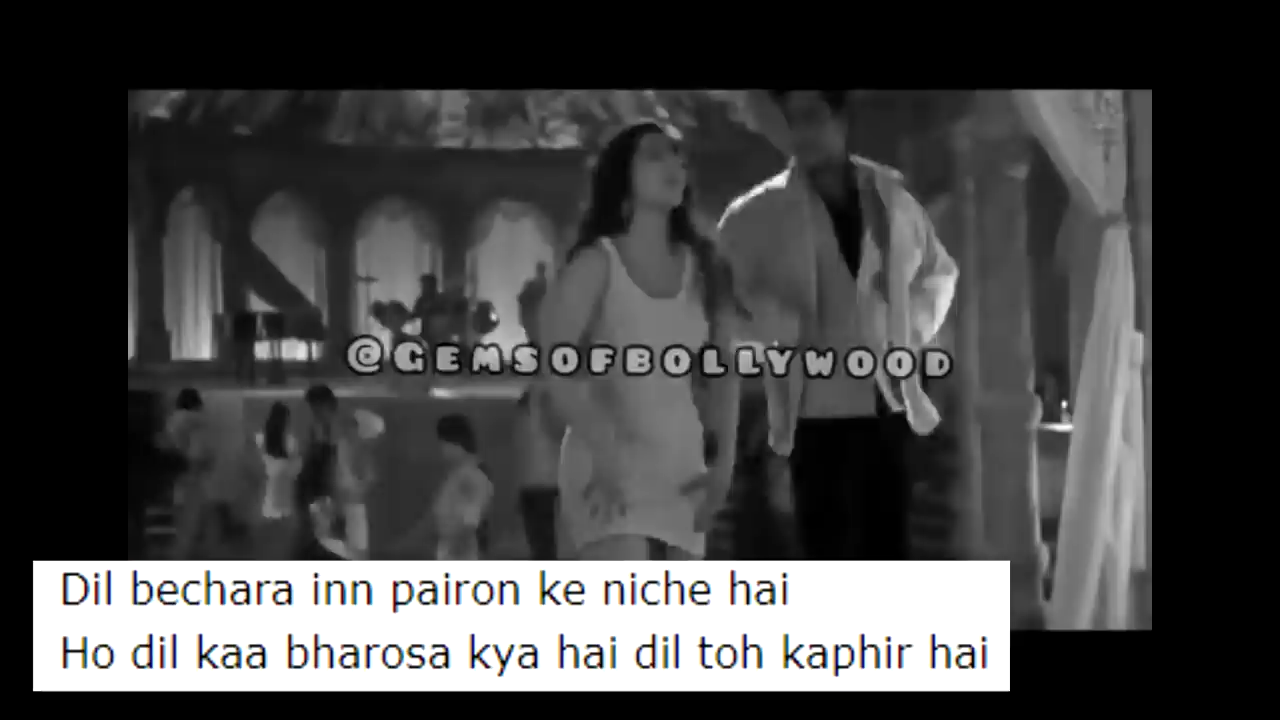 @GEMSOFBOLLYWOOD
Dil bechara inn pairon ke niche hai
Ho dil kaa bharosa kya hai dil toh kaphir hai